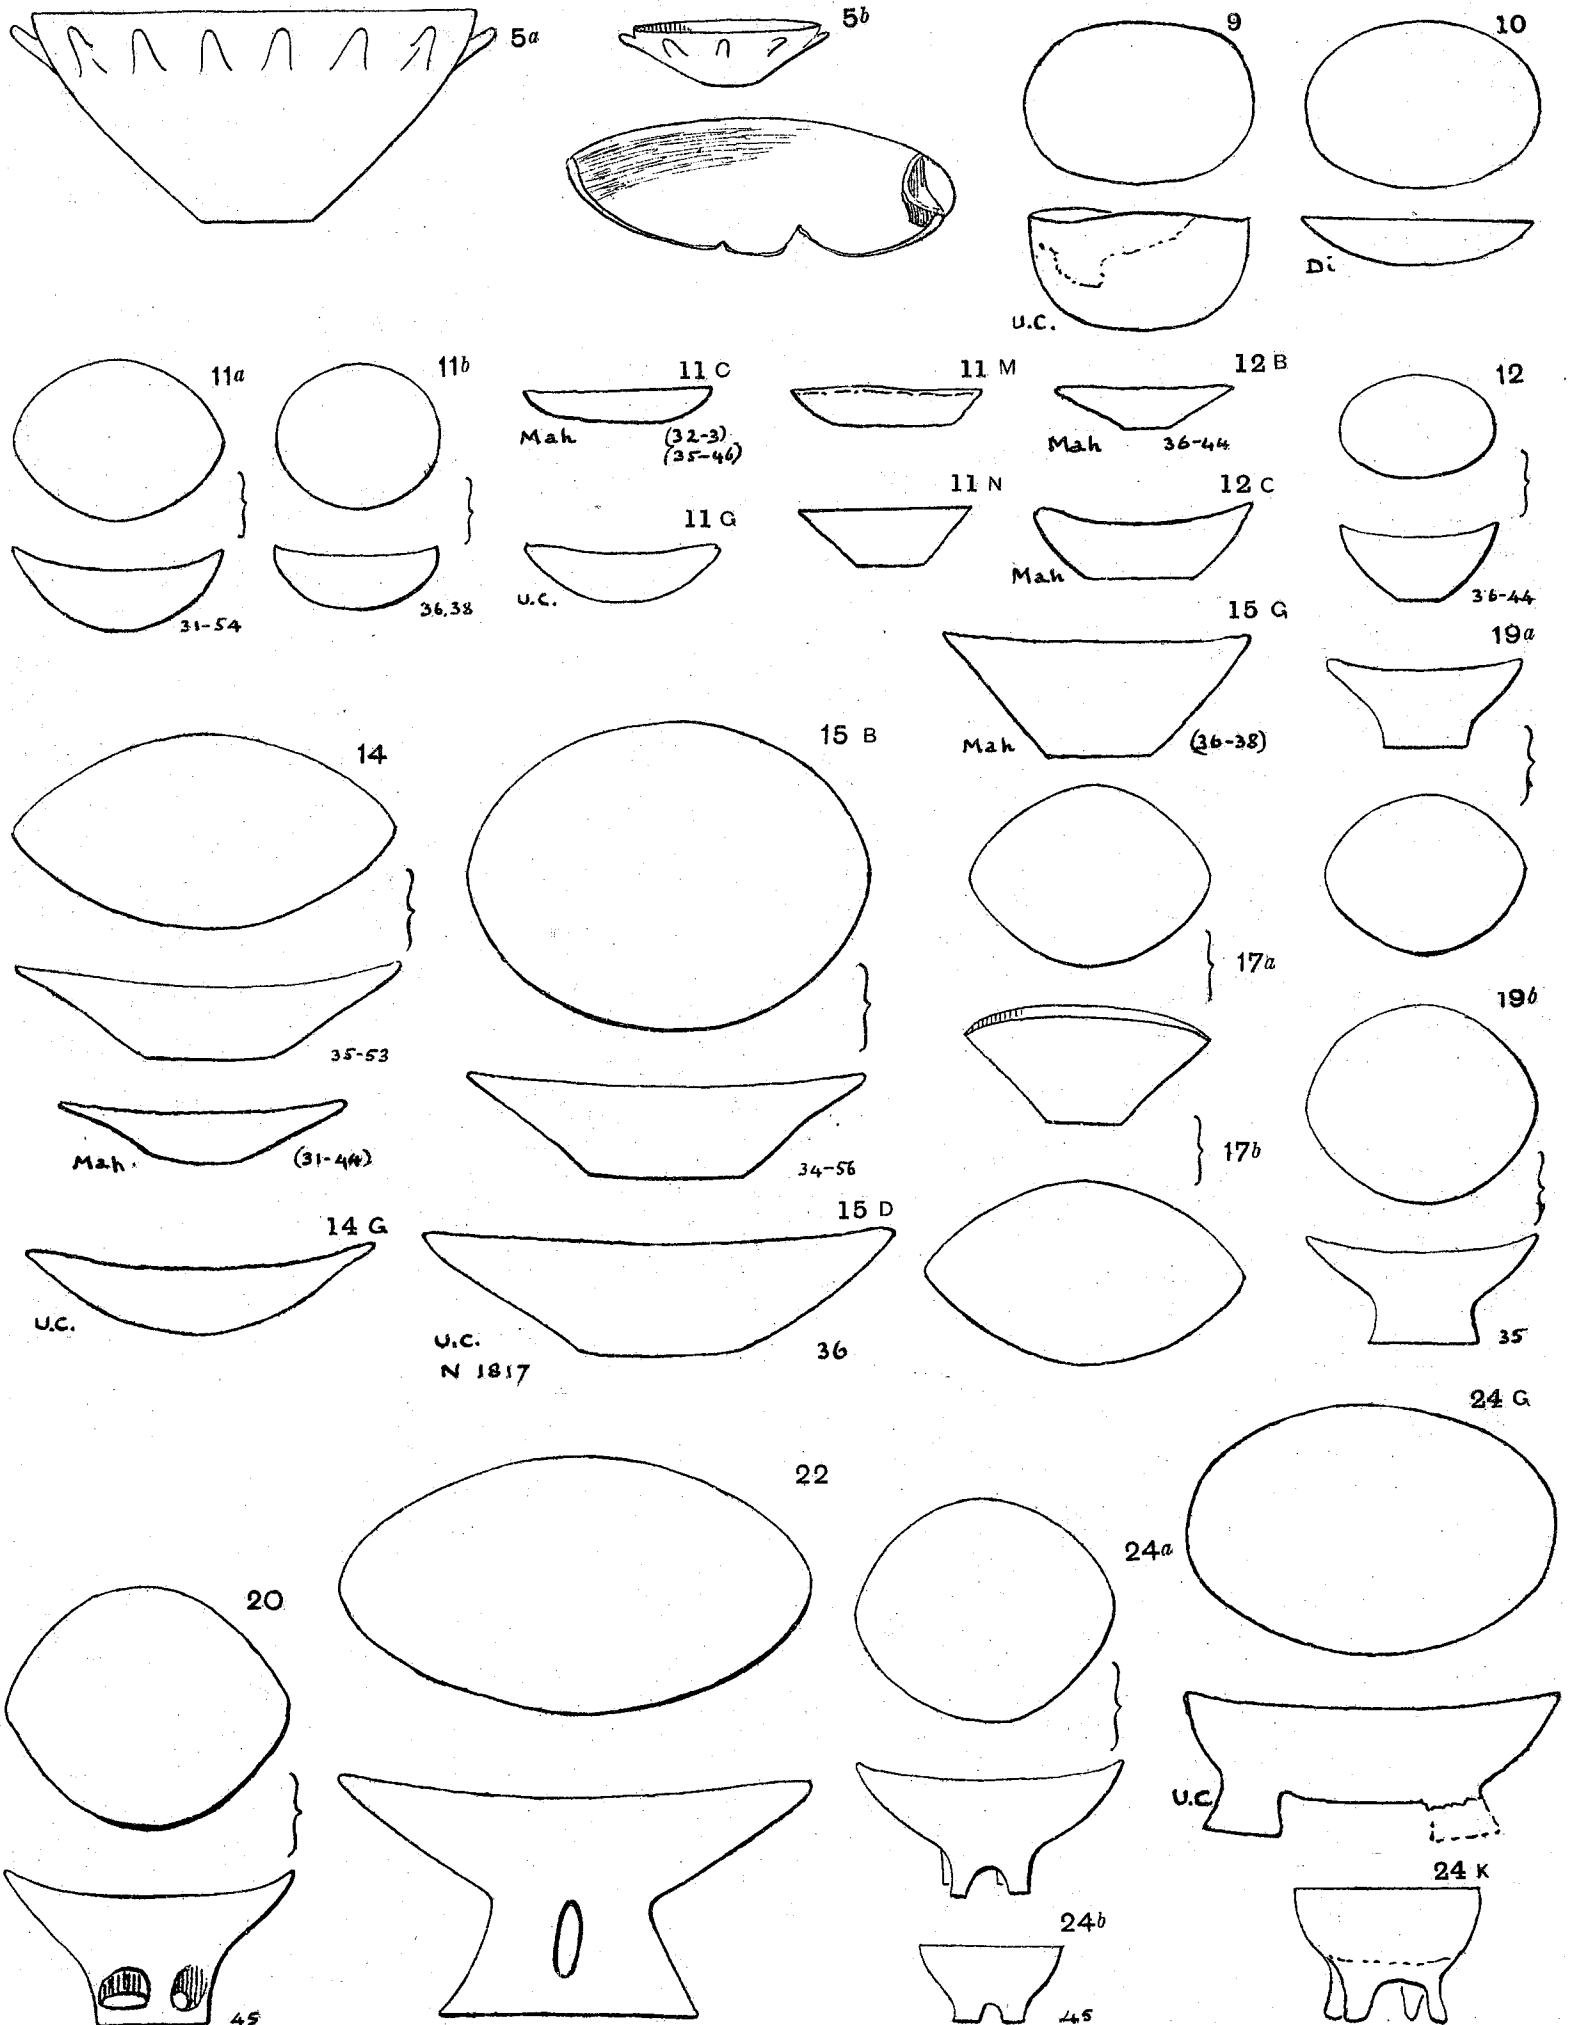 5a
5b
9
10
U.C.
Di
11a
11b
11 C
Mah (32-3)
(35-46)
11 M
12 B
Mah 36-44
12
11 G
U.C.
11 N
12 C
Mah
31-54
36,38
36-44
15 G
Mah (36-38)
19a
14
15 B
17a
35-53
Mah. (31-44)
34-56
17b
19b
35
14 G
U.C.
15 D
U.C.
N 1817
36
24 G
22
24a
20
U.C.
24 K
24b
45
45